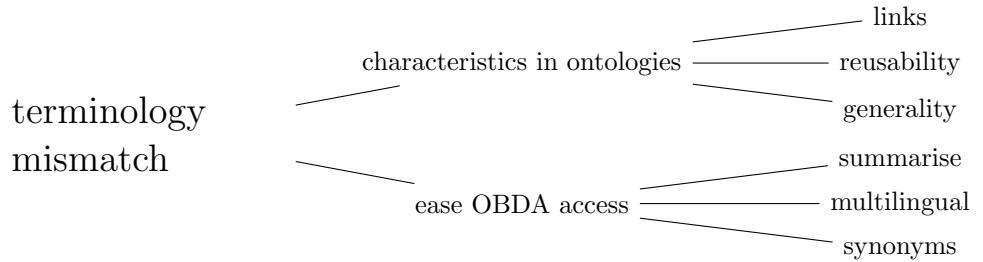 terminology
mismatch
characteristics in ontologies
links
reusability
generality
ease OBDA access
summarise
multilingual
synonyms